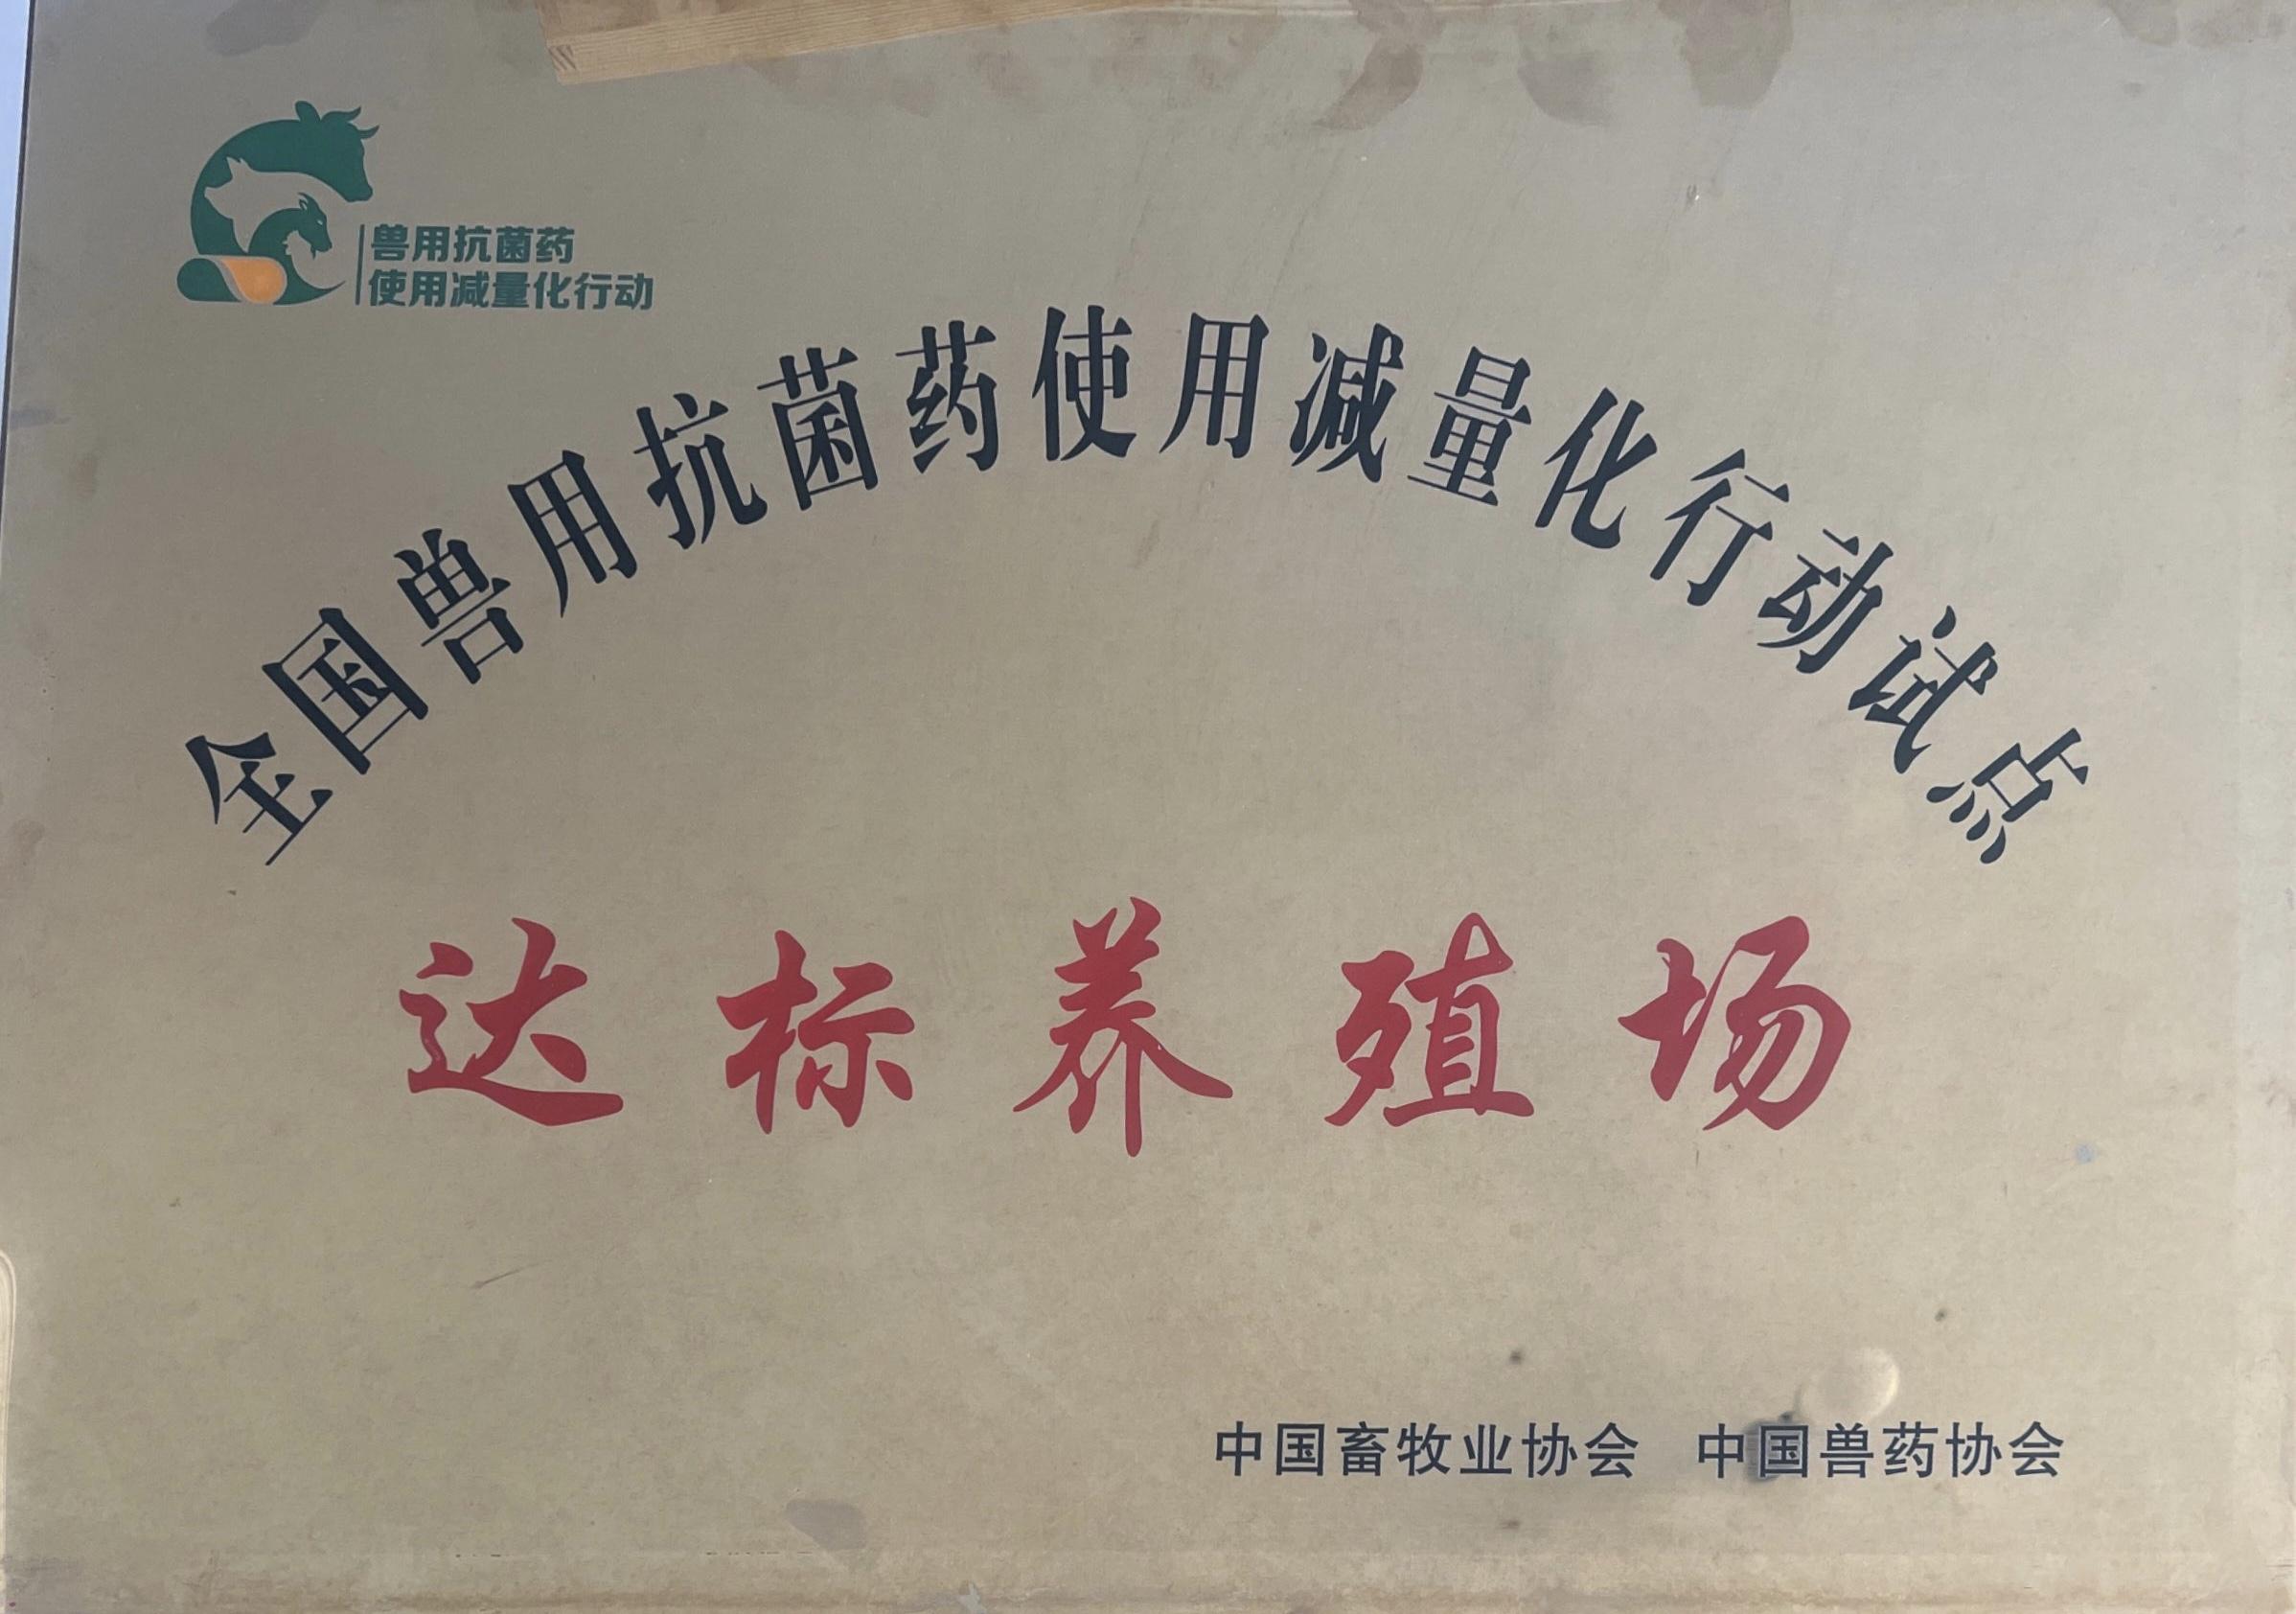 兽用抗菌药
使用减量化行动
全国兽用抗菌药使用减量化行动试点
达标养殖场
中国畜牧业协会 中国兽药协会